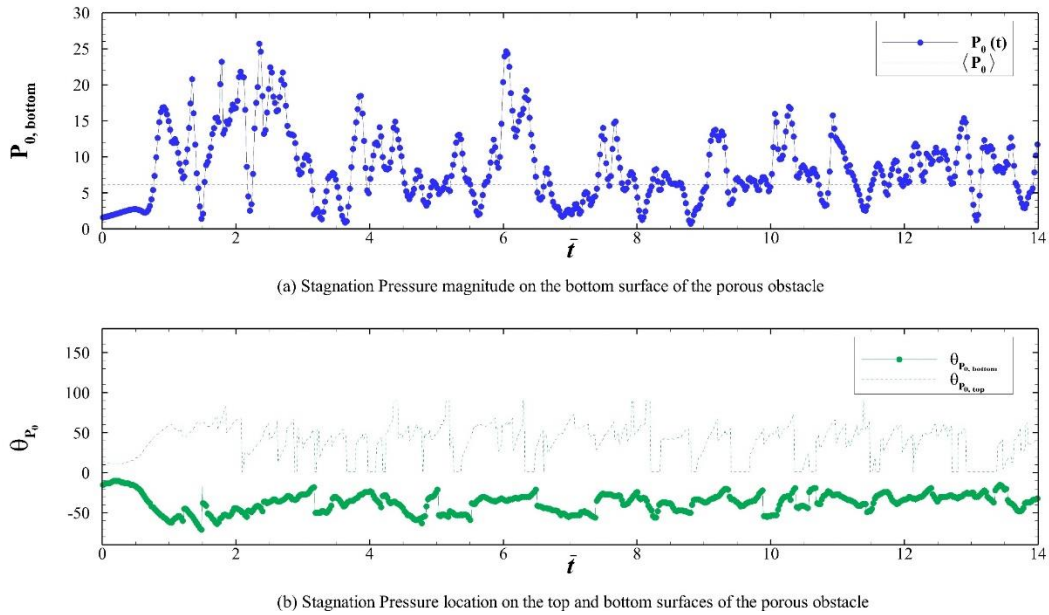 30
25
20
15
10
5
0
P0, bottom
P0 (t)
⟨P0⟩
0 2 4 6 8 10 12 14
t̄
(a) Stagnation Pressure magnitude on the bottom surface of the porous obstacle
150
100
50
0
-50
θP0
θP0, bottom
θP0, top
0 2 4 6 8 10 12 14
t̄
(b) Stagnation Pressure location on the top and bottom surfaces of the porous obstacle